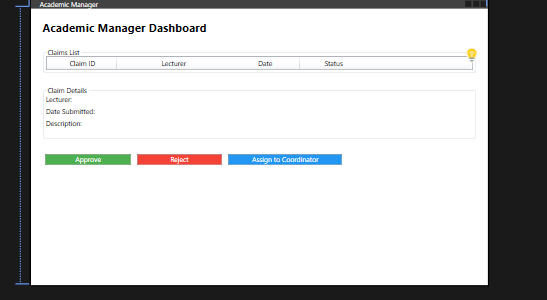 Academic Manager
Academic Manager Dashboard
Claims List
Claim ID Lecturer Date Status
Claim Details
Lecturer:
Date Submitted:
Description:
Approve Reject Assign to Coordinator